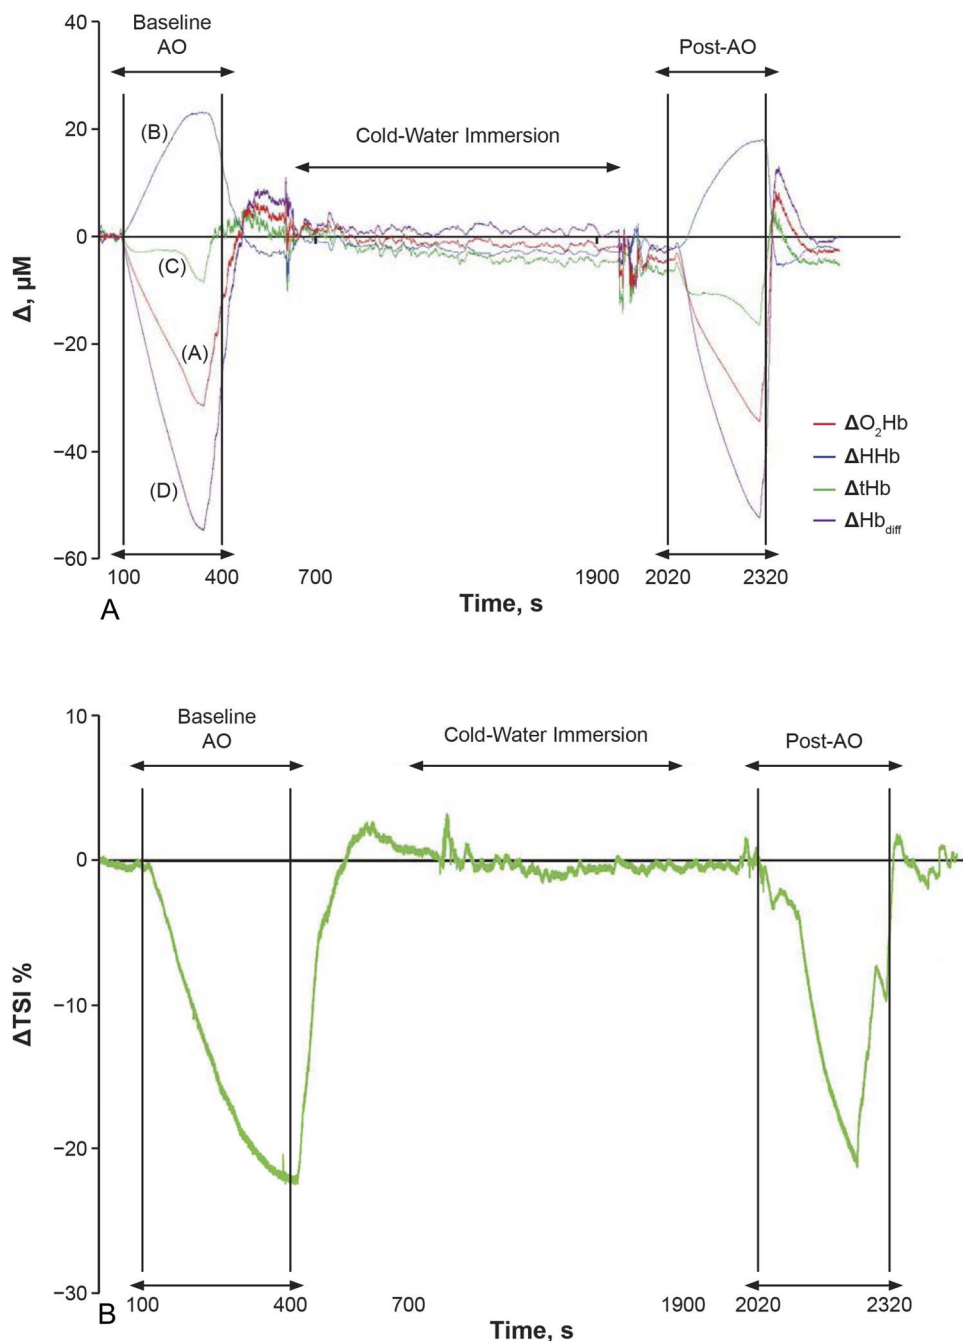 40
20
0
−20
−40
−60
Δ, μM
Baseline
AO
Cold-Water Immersion
Post-AO
(B)
(C)
(A)
(D)
ΔO₂Hb
ΔHHb
ΔtHb
ΔHb_diff
100 400 700 1900 2020 2320
A
Time, s
10
0
−10
−20
−30
ΔTSI %
Baseline
AO
Cold-Water Immersion
Post-AO
100 400 700 1900 2020 2320
B
Time, s